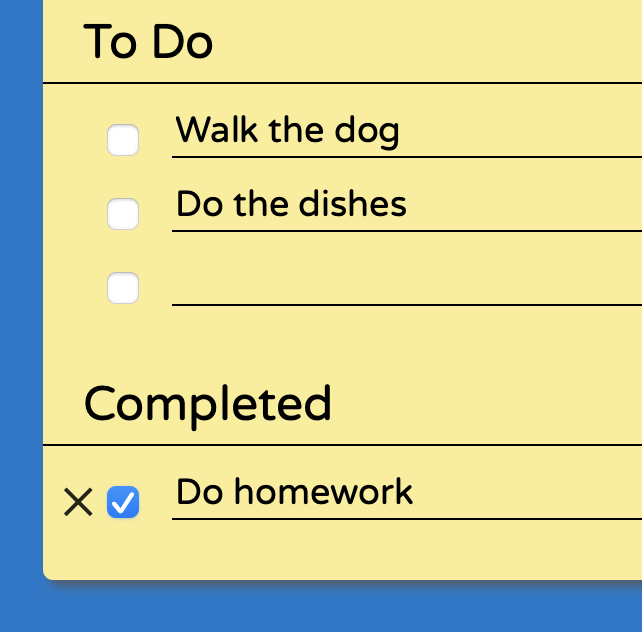 To Do
Walk the dog
Do the dishes
Completed
Do homework